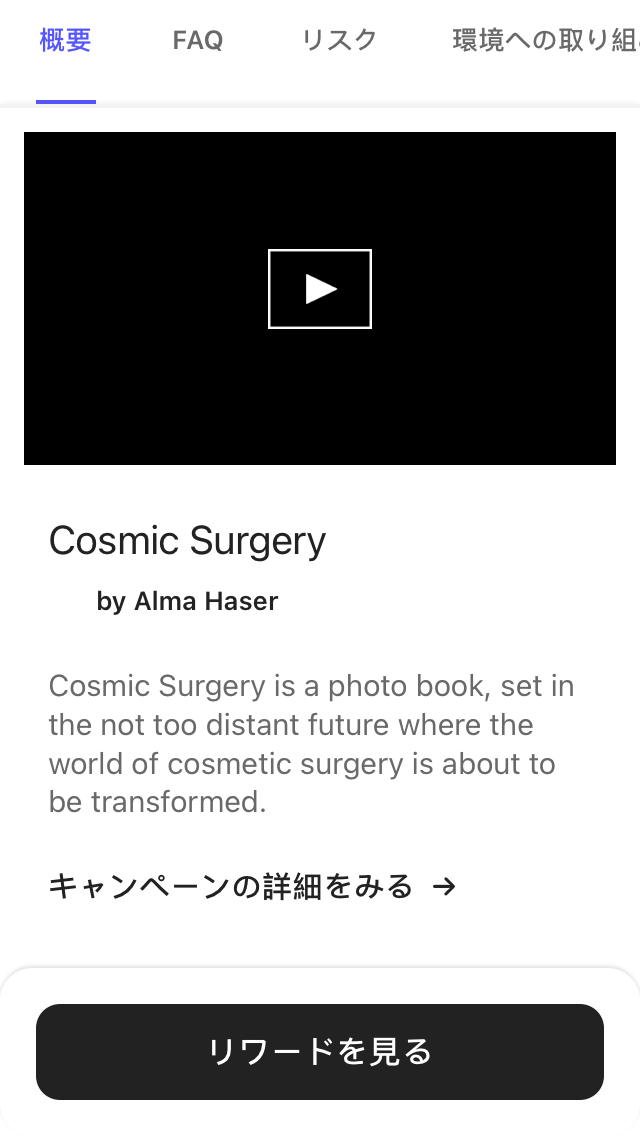 概要 FAQ リスク 環境への取り組
Cosmic Surgery
by Alma Haser
Cosmic Surgery is a photo book, set in
the not too distant future where the
world of cosmetic surgery is about to
be transformed.
キャンペーンの詳細をみる →
リワードを見る